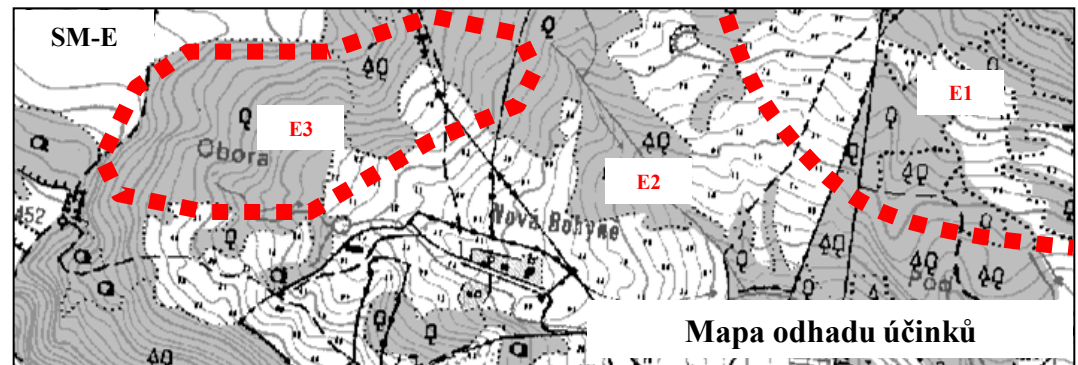 SM-E
E1
E3
Obora
E2
452
Nová Bohyně
Pod
Mapa odhadu účinků